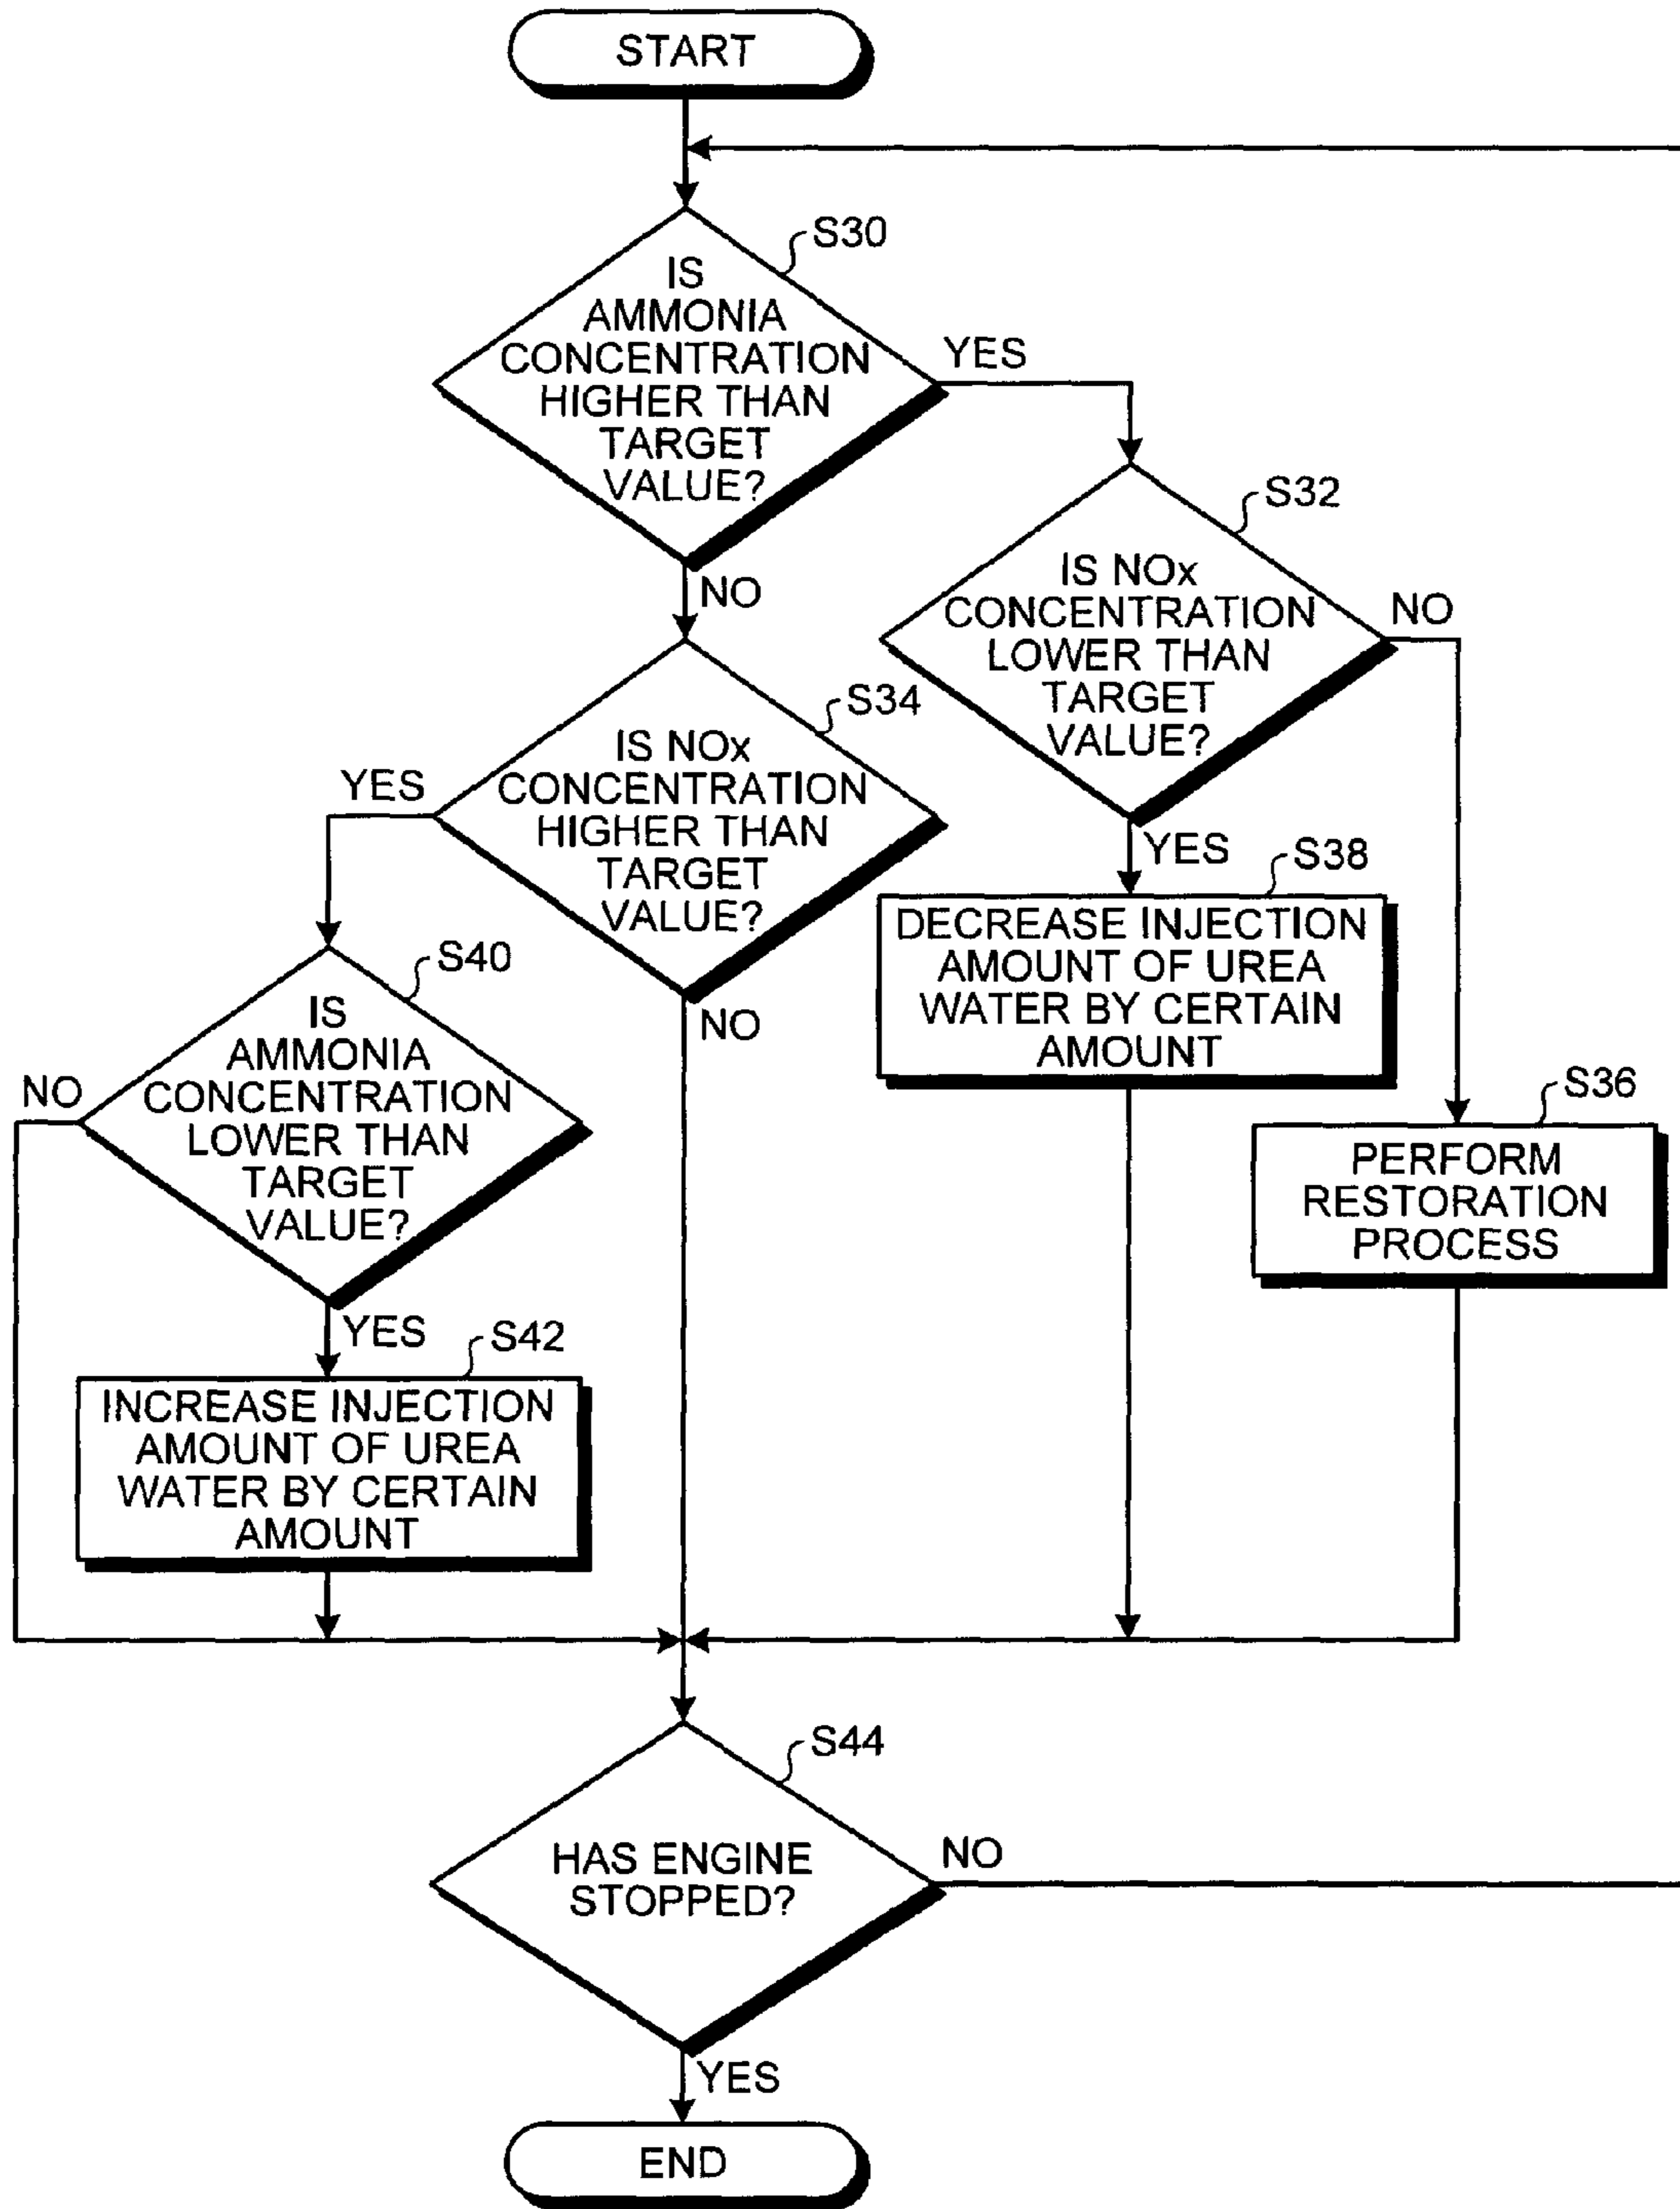 START
S30
IS
AMMONIA
CONCENTRATION
HIGHER THAN
TARGET
VALUE?
YES
NO
S32
IS NOx
CONCENTRATION
LOWER THAN
TARGET
VALUE?
NO
YES
S34
IS NOx
CONCENTRATION
HIGHER THAN
TARGET
VALUE?
YES
NO
S38
DECREASE INJECTION
AMOUNT OF UREA
WATER BY CERTAIN
AMOUNT
S40
IS
AMMONIA
CONCENTRATION
LOWER THAN
TARGET
VALUE?
NO
YES
S36
PERFORM
RESTORATION
PROCESS
S42
INCREASE INJECTION
AMOUNT OF UREA
WATER BY CERTAIN
AMOUNT
S44
HAS ENGINE
STOPPED?
NO
YES
END